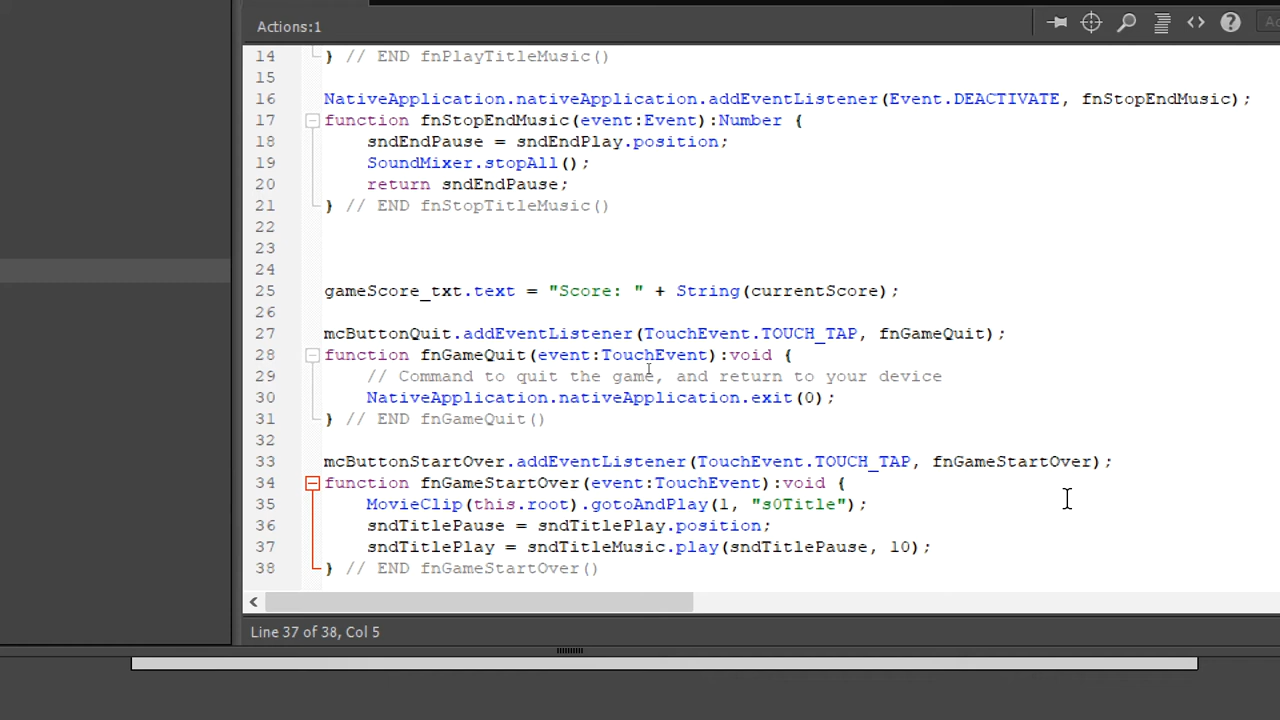 Actions:1
Ac
14 } // END fnPlayTitleMusic()
15
16 NativeApplication.nativeApplication.addEventListener(Event.DEACTIVATE, fnStopEndMusic);
17 function fnStopEndMusic(event:Event):Number {
18 sndEndPause = sndEndPlay.position;
19 SoundMixer.stopAll();
20 return sndEndPause;
21 } // END fnStopTitleMusic()
22
23
24
25 gameScore_txt.text = "Score: " + String(currentScore);
26
27 mcButtonQuit.addEventListener(TouchEvent.TOUCH_TAP, fnGameQuit);
28 function fnGameQuit(event:TouchEvent):void {
29 // Command to quit the game, and return to your device
30 NativeApplication.nativeApplication.exit(0);
31 } // END fnGameQuit()
32
33 mcButtonStartOver.addEventListener(TouchEvent.TOUCH_TAP, fnGameStartOver);
34 function fnGameStartOver(event:TouchEvent):void {
35 MovieClip(this.root).gotoAndPlay(1, "s0Title");
36 sndTitlePause = sndTitlePlay.position;
37 sndTitlePlay = sndTitleMusic.play(sndTitlePause, 10);
38 } // END fnGameStartOver()
Line 37 of 38, Col 5